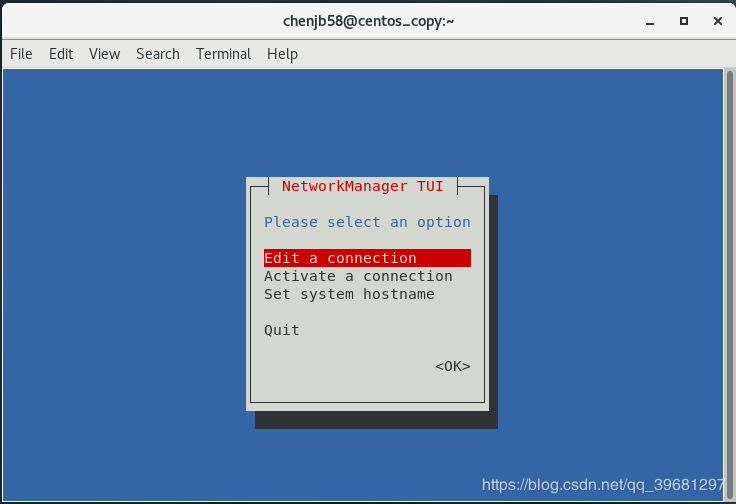 chenjb58@centos_copy:~
File Edit View Search Terminal Help
NetworkManager TUI
Please select an option
Edit a connection
Activate a connection
Set system hostname
Quit
<OK>
https://blog.csdn.net/qq_39681297